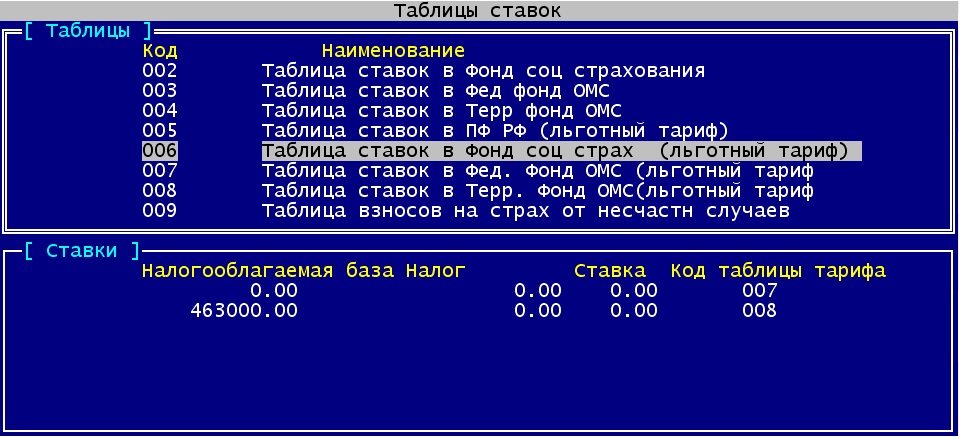 Таблицы ставок
[ Таблицы ]
Код Наименование
002 Таблица ставок в Фонд соц страхования
003 Таблица ставок в Фед фонд ОМС
004 Таблица ставок в Терр фонд ОМС
005 Таблица ставок в ПФ РФ (льготный тариф)
006 Таблица ставок в Фонд соц страх (льготный тариф)
007 Таблица ставок в Фед. Фонд ОМС (льготный тариф
008 Таблица ставок в Терр. Фонд ОМС(льготный тариф
009 Таблица взносов на страх от несчастн случаев
[ Ставки ]
Налогооблагаемая база Налог Ставка Код таблицы тарифа
0.00 0.00 0.00 007
463000.00 0.00 0.00 008